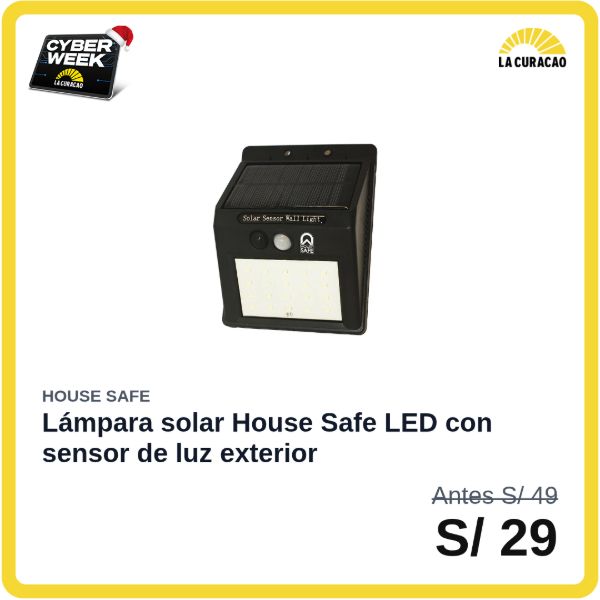 CYBER
WEEK
LA CURACAO
LA CURACAO
Solar Sensor Wall Light
HOUSE
SAFE
HOUSE SAFE
Lámpara solar House Safe LED con
sensor de luz exterior
Antes S/ 49
S/ 29